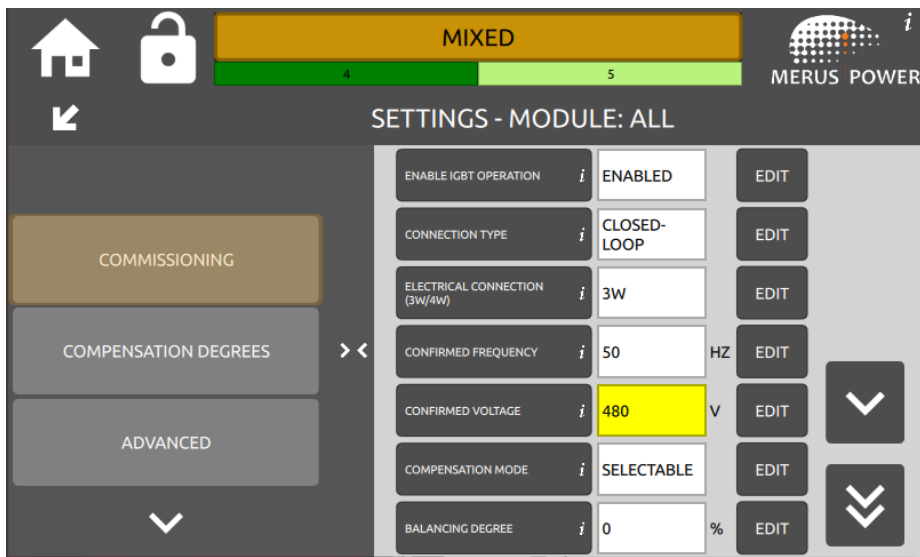 MIXED
4
5
i
MERUS POWER
SETTINGS - MODULE: ALL
COMMISSIONING
COMPENSATION DEGREES
ADVANCED
ENABLE IGBT OPERATION i ENABLED EDIT
CONNECTION TYPE i CLOSED-
LOOP EDIT
ELECTRICAL CONNECTION
(3W/4W) i 3W EDIT
CONFIRMED FREQUENCY i 50 HZ EDIT
CONFIRMED VOLTAGE i 480 V EDIT
COMPENSATION MODE i SELECTABLE EDIT
BALANCING DEGREE i 0 % EDIT